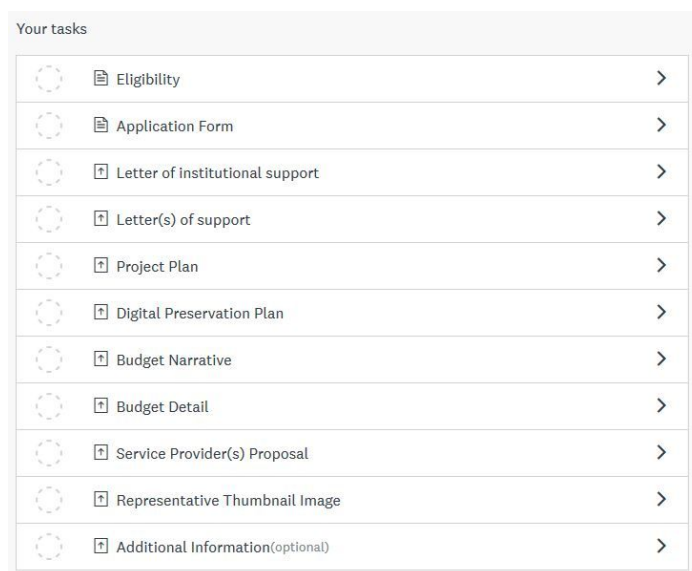 Your tasks
Eligibility
Application Form
Letter of institutional support
Letter(s) of support
Project Plan
Digital Preservation Plan
Budget Narrative
Budget Detail
Service Provider(s) Proposal
Representative Thumbnail Image
Additional Information(optional)